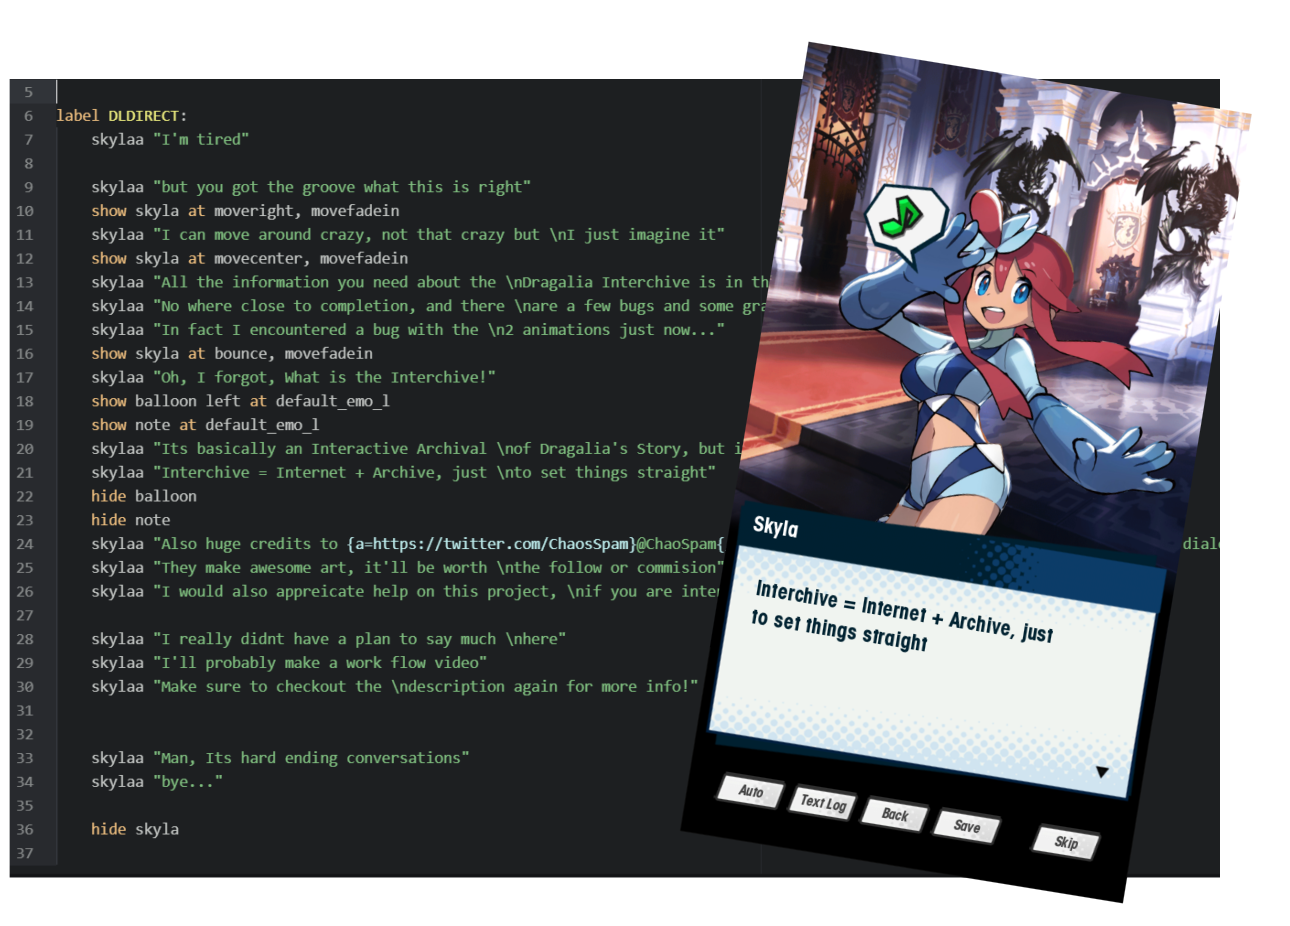 5
6 label DLDIRECT:
7 skylaa "I'm tired"
8
9 skylaa "but you got the groove what this is right"
10 show skyla at moveright, movefadein
11 skylaa "I can move around crazy, not that crazy but \nI just imagine it"
12 show skyla at movecenter, movefadein
13 skylaa "All the information you need about the \nDragalia Interchive is in
14 skylaa "No where close to completion, and there \nare a few bugs and some
15 skylaa "In fact I encountered a bug with the \n2 animations just now..."
16 show skyla at bounce, movefadein
17 skylaa "Oh, I forgot, What is the Interchive!"
18 show balloon left at default_emo_l
19 show note at default_emo_l
20 skylaa "Its basically an Interactive Archival \nof Dragalia's Story, but
21 skylaa "Interchive = Internet + Archive, just \nto set things straight"
22 hide balloon
23 hide note
24 skylaa "Also huge credits to {a=https://twitter.com/ChaosSpam}@ChaoSpam{
25 skylaa "They make awesome art, it'll be worth \nthe follow or commision"
26 skylaa "I would also appreicate help on this project, \nif you are
27
28 skylaa "I really didnt have a plan to say much \nhere"
29 skylaa "I'll probably make a work flow video"
30 skylaa "Make sure to checkout the \ndescription again for more info!"
31
32
33 skylaa "Man, Its hard ending conversations"
34 skylaa "bye..."
35
36 hide skyla
37
Skyla
Interchive = Internet + Archive, just
to set things straight
Auto
Text Log
Back
Save
Skip